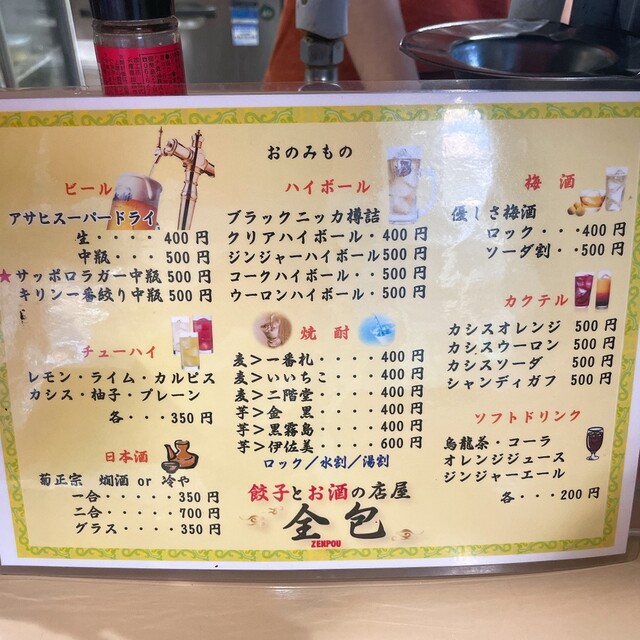 おのみもの
ビール
アサヒスーパードライ
生・・・・400円
中瓶・・・500円
★サッポロラガー中瓶500円
キリン一番絞り中瓶500円
チューハイ
レモン・ライム・カルピス
カシス・柚子・プレーン
各・・・350円
日本酒
菊正宗 燗酒 or 冷や
一合・・・・350円
二合・・・・700円
グラス・・・350円
ハイボール
ブラックニッカ樽詰
クリアハイボール・400円
ジンジャーハイボール500円
コークハイボール・・500円
ウーロンハイボール・500円
焼酎
麦＞一番札・・・・400円
麦＞いいちこ・・・400円
麦＞二階堂・・・・400円
芋＞金 黒・・・・400円
芋＞黒霧島・・・・400円
芋＞伊佐美・・・・600円
ロック／水割／湯割
餃子とお酒の店屋
全包
ZENPOU
梅酒
優しさ梅酒
ロック・・・400円
ソーダ割・・500円
カクテル
カシスオレンジ 500円
カシスウーロン 500円
カシスソーダ 500円
シャンディガフ 500円
ソフトドリンク
烏龍茶・コーラ
オレンジジュース
ジンジャーエール
各・・・200円